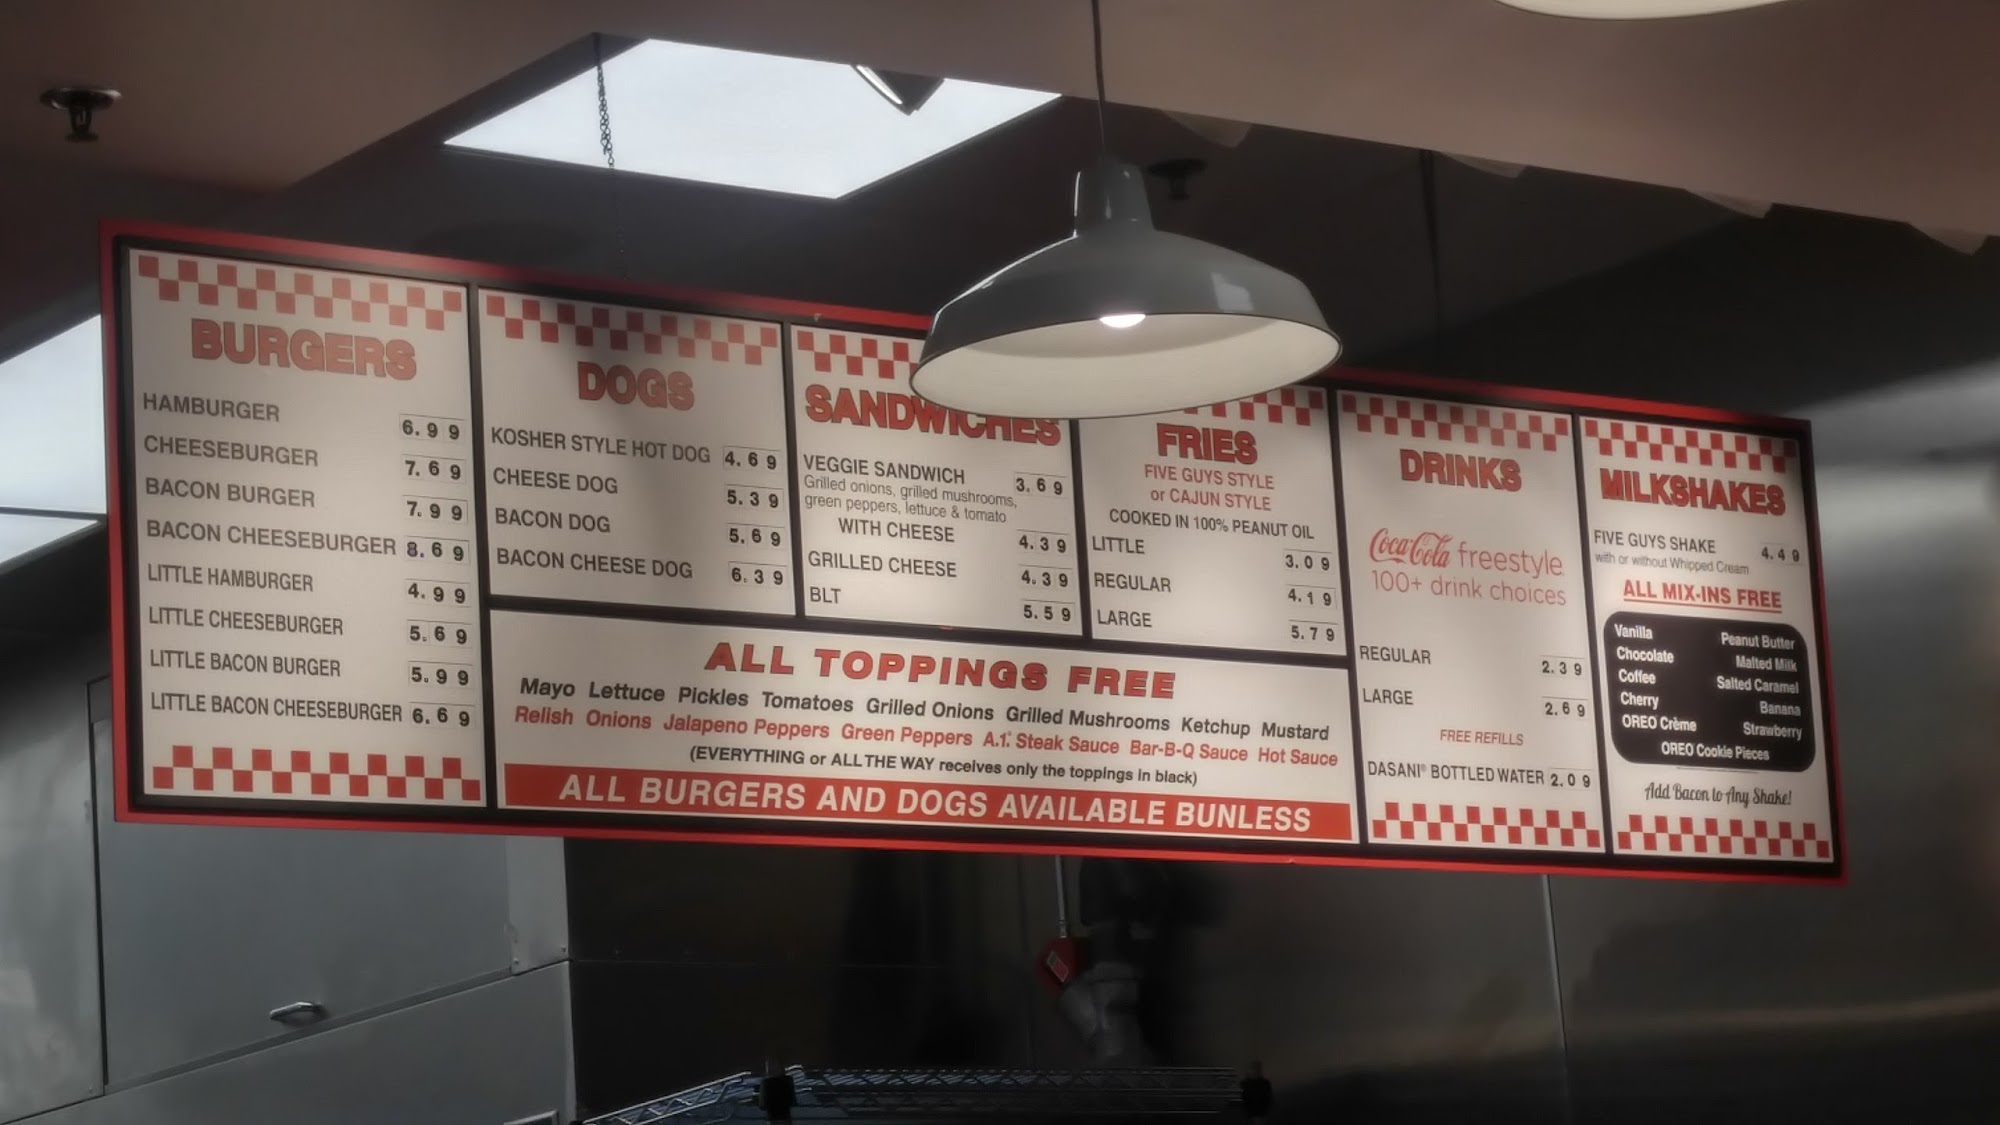 BURGERS
HAMBURGER 6.99
CHEESEBURGER 7.69
BACON BURGER 7.99
BACON CHEESEBURGER 8.69
LITTLE HAMBURGER 4.99
LITTLE CHEESEBURGER 5.69
LITTLE BACON BURGER 5.99
LITTLE BACON CHEESEBURGER 6.69
DOGS
KOSHER STYLE HOT DOG 4.69
CHEESE DOG 5.39
BACON DOG 5.69
BACON CHEESE DOG 6.39
SANDWICHES
VEGGIE SANDWICH 3.69
Grilled onions, grilled mushrooms,
green peppers, lettuce & tomato
WITH CHEESE 4.39
GRILLED CHEESE 4.39
BLT 5.59
FRIES
FIVE GUYS STYLE
or CAJUN STYLE
COOKED IN 100% PEANUT OIL
LITTLE 3.09
REGULAR 4.19
LARGE 5.79
ALL TOPPINGS FREE
Mayo Lettuce Pickles Tomatoes Grilled Onions Grilled Mushrooms Ketchup Mustard
Relish Onions Jalapeno Peppers Green Peppers A.1.® Steak Sauce Bar-B-Q Sauce Hot Sauce
(EVERYTHING or ALL THE WAY receives only the toppings in black)
ALL BURGERS AND DOGS AVAILABLE BUNLESS
DRINKS
Coca-Cola freestyle
100+ drink choices
REGULAR 2.39
LARGE 2.69
FREE REFILLS
DASANI® BOTTLED WATER 2.09
MILKSHAKES
FIVE GUYS SHAKE 4.49
with or without Whipped Cream
ALL MIX-INS FREE
Vanilla Peanut Butter
Chocolate Malted Milk
Coffee Salted Caramel
Cherry Banana
OREO Crème Strawberry
OREO Cookie Pieces
Add Bacon to Any Shake!